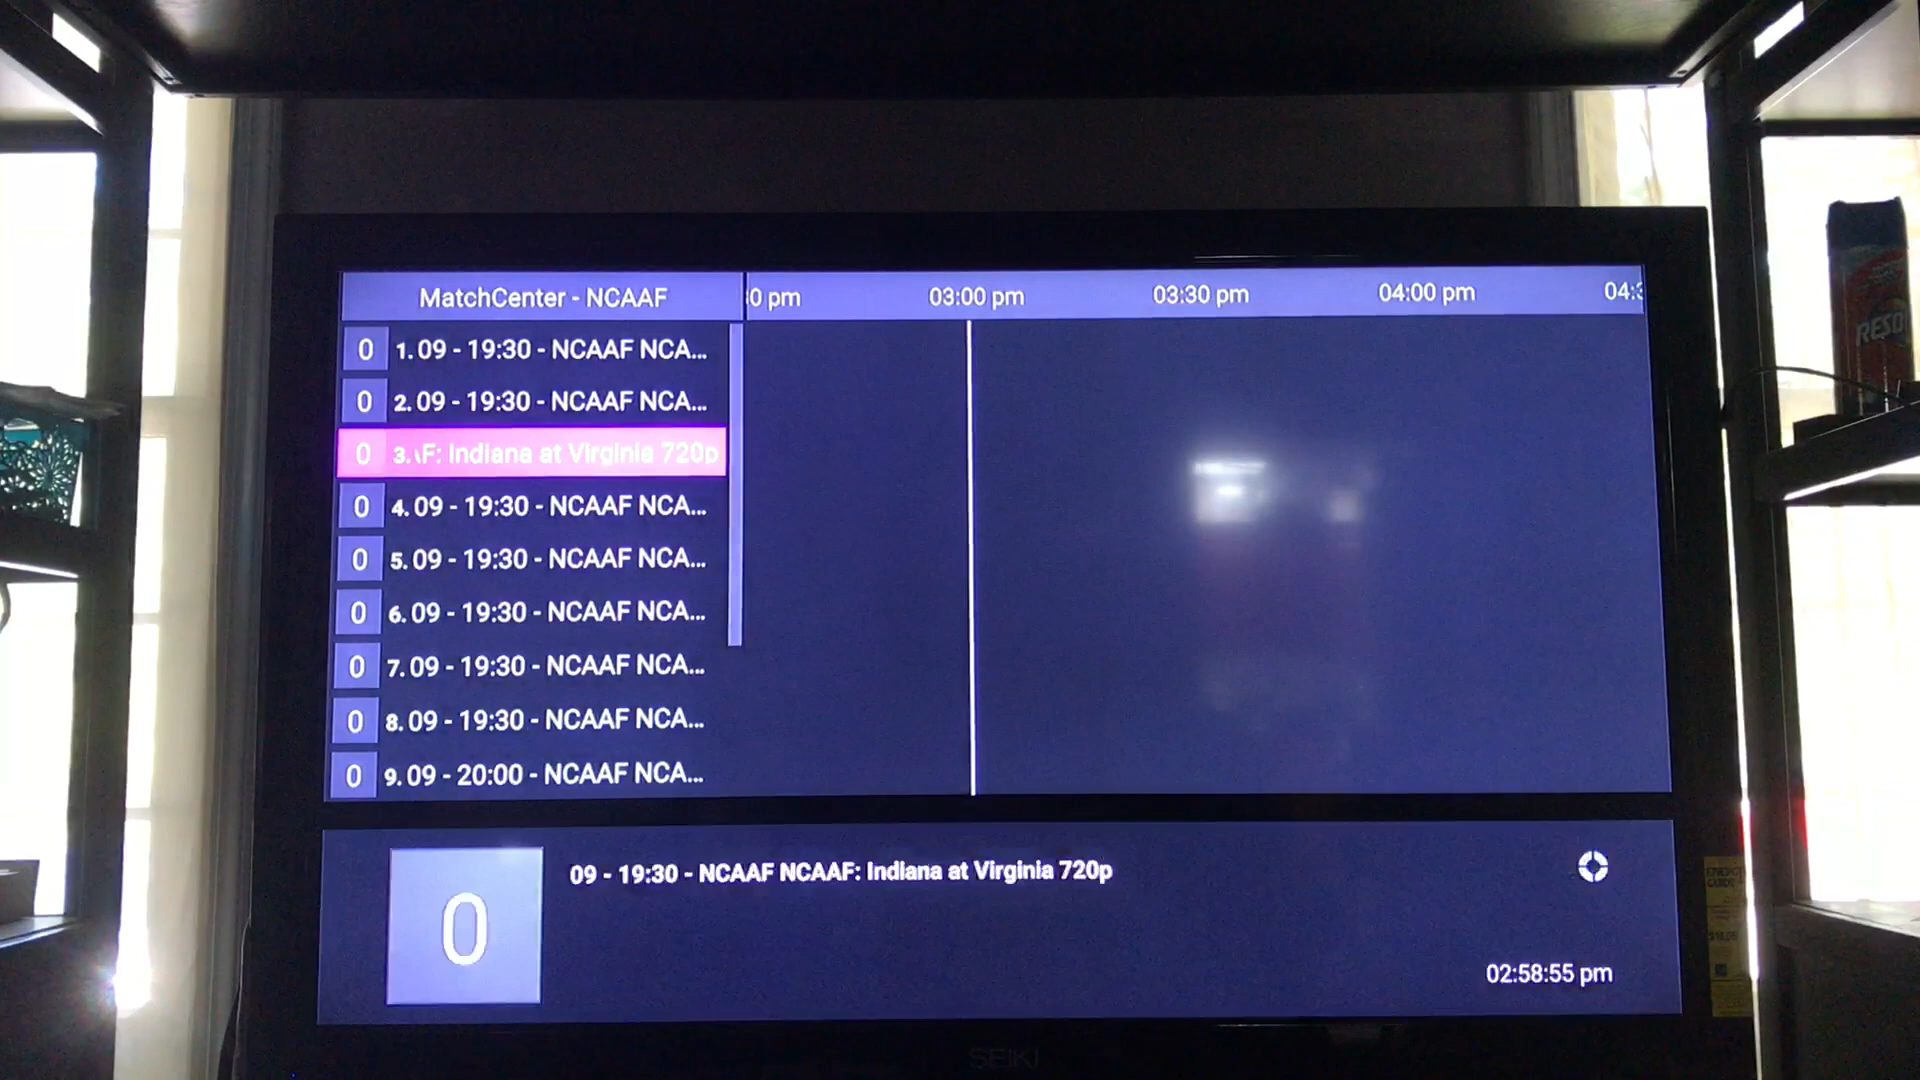 MatchCenter - NCAAF
0 pm 03:00 pm 03:30 pm 04:00 pm 04:3
0 1. 09 - 19:30 - NCAAF NCA...
0 2. 09 - 19:30 - NCAAF NCA...
0 3. \F: Indiana at Virginia 720p
0 4. 09 - 19:30 - NCAAF NCA...
0 5. 09 - 19:30 - NCAAF NCA...
0 6. 09 - 19:30 - NCAAF NCA...
0 7. 09 - 19:30 - NCAAF NCA...
0 8. 09 - 19:30 - NCAAF NCA...
0 9. 09 - 20:00 - NCAAF NCA...
0
09 - 19:30 - NCAAF NCAAF: Indiana at Virginia 720p
02:58:55 pm
SEIKI
RESO